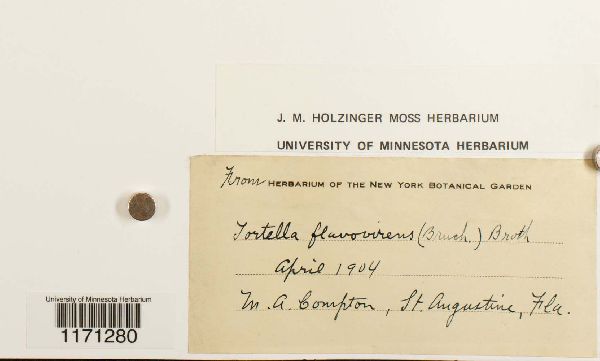 J. M. HOLZINGER MOSS HERBARIUM
UNIVERSITY OF MINNESOTA HERBARIUM
From HERBARIUM OF THE NEW YORK BOTANICAL GARDEN
Tortella flavovirens (Bruch.) Broth
April 1904
M. A. Compton, St. Augustine, Fla.
University of Minnesota Herbarium
1171280